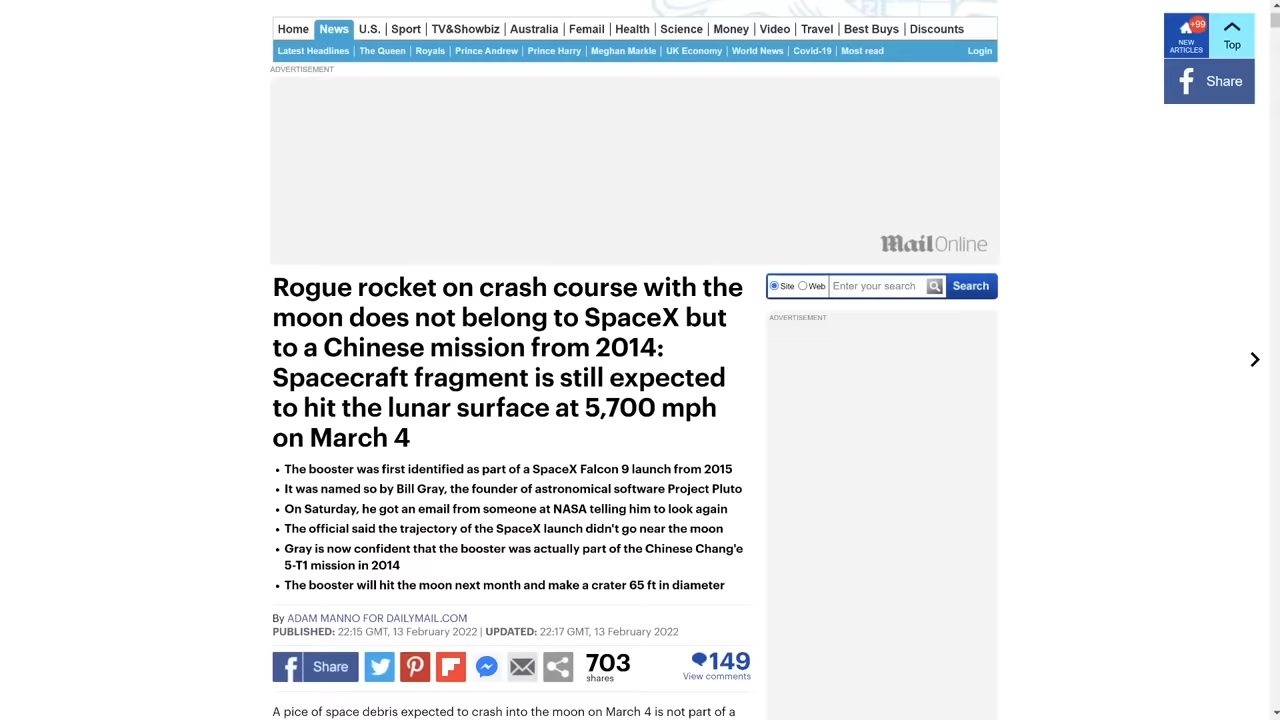 Home News U.S. Sport TV&Showbiz Australia Femail Health Science Money Video Travel Best Buys Discounts
Latest Headlines The Queen Royals Prince Andrew Prince Harry Meghan Markle UK Economy World News Covid-19 Most read Login
+99
NEW ARTICLES
Top
Share
ADVERTISEMENT
MailOnline
Rogue rocket on crash course with the
moon does not belong to SpaceX but
to a Chinese mission from 2014:
Spacecraft fragment is still expected
to hit the lunar surface at 5,700 mph
on March 4
Site Web Enter your search Search
ADVERTISEMENT
• The booster was first identified as part of a SpaceX Falcon 9 launch from 2015
• It was named so by Bill Gray, the founder of astronomical software Project Pluto
• On Saturday, he got an email from someone at NASA telling him to look again
• The official said the trajectory of the SpaceX launch didn't go near the moon
• Gray is now confident that the booster was actually part of the Chinese Chang'e
5-T1 mission in 2014
• The booster will hit the moon next month and make a crater 65 ft in diameter
By ADAM MANNO FOR DAILYMAIL.COM
PUBLISHED: 22:15 GMT, 13 February 2022 | UPDATED: 22:17 GMT, 13 February 2022
Share
703
shares
149
View comments
A pice of space debris expected to crash into the moon on March 4 is not part of a